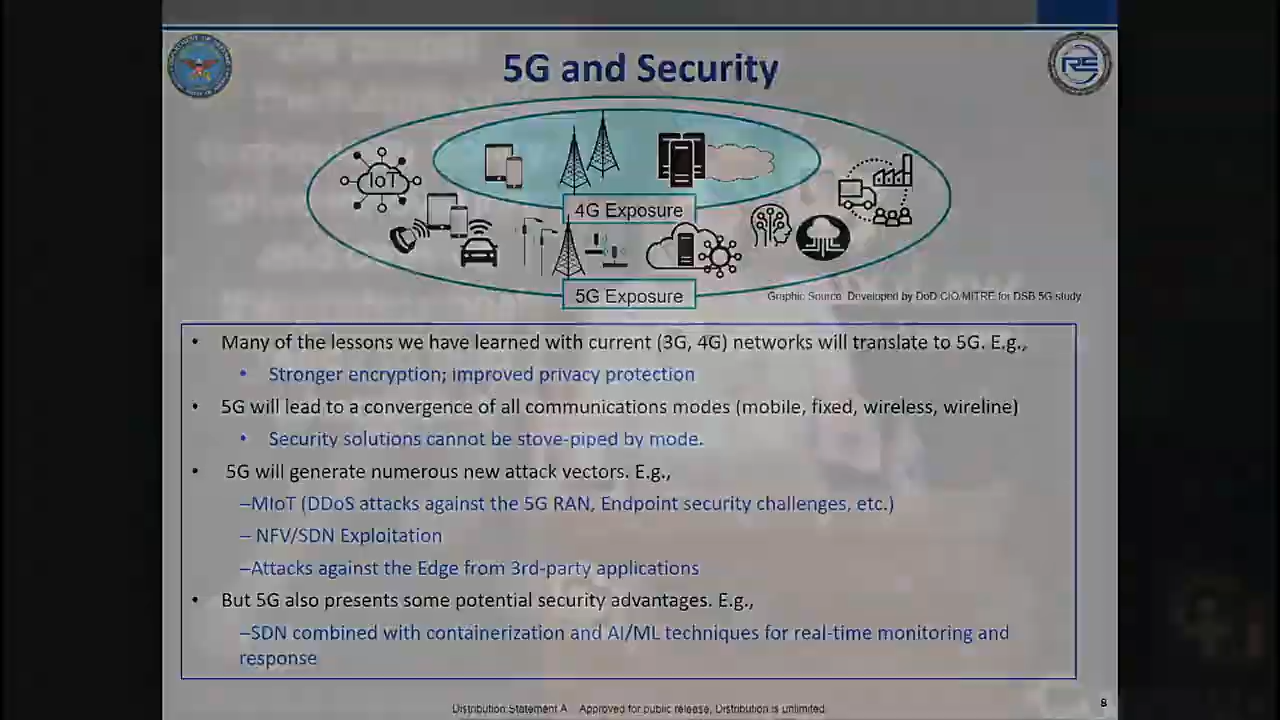 5G and Security
IoT
4G Exposure
5G Exposure
Graphic Source: Developed by DoD CIO/MITRE for DSB 5G study
• Many of the lessons we have learned with current (3G, 4G) networks will translate to 5G. E.g.,
• Stronger encryption; improved privacy protection
• 5G will lead to a convergence of all communications modes (mobile, fixed, wireless, wireline)
• Security solutions cannot be stove-piped by mode.
• 5G will generate numerous new attack vectors. E.g.,
–MIoT (DDoS attacks against the 5G RAN, Endpoint security challenges, etc.)
– NFV/SDN Exploitation
–Attacks against the Edge from 3rd-party applications
• But 5G also presents some potential security advantages. E.g.,
–SDN combined with containerization and AI/ML techniques for real-time monitoring and
response
Distribution Statement A Approved for public release, Distribution is unlimited
8